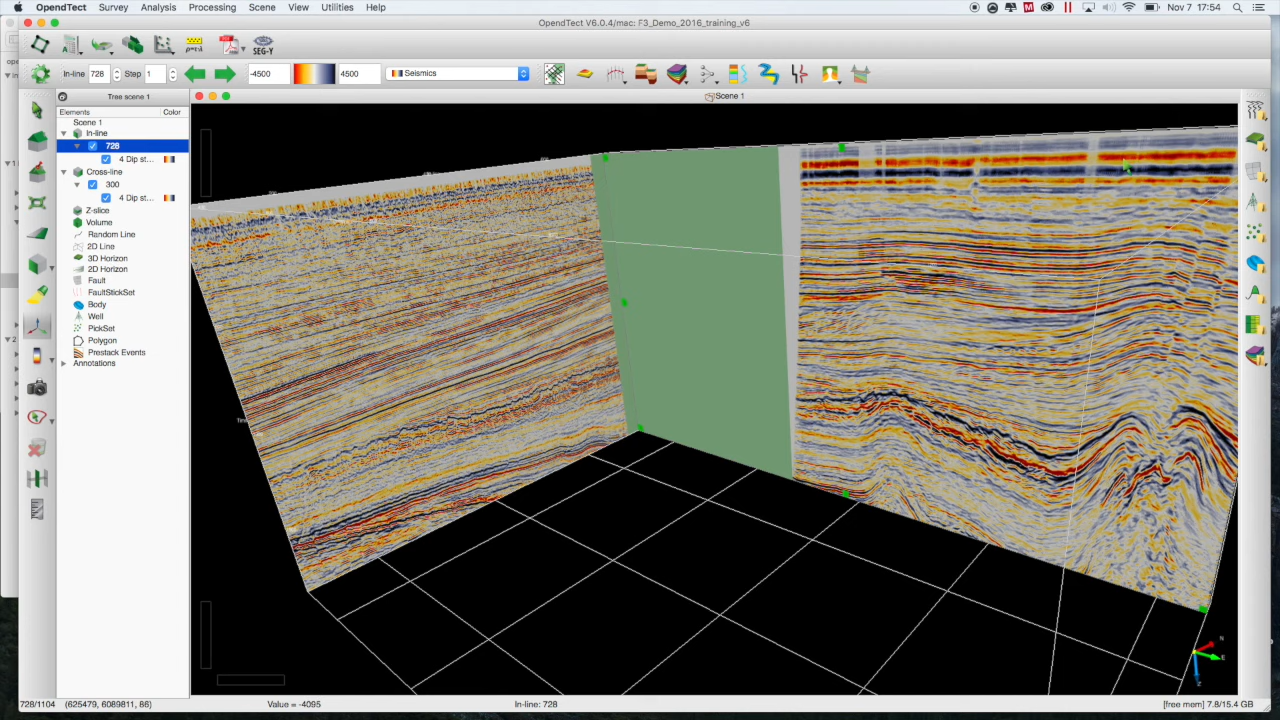 OpendTect Survey Analysis Processing Scene View Utilities Help Nov 7 17:54
OpendTect V6.0.4/mac: F3_Demo_2016_training_v6
SEG-Y
In-line 728 Step 1 -4500 4500 Seismics
Tree scene 1
Scene 1
Elements Color
Scene 1
In-line
728
4 Dip st...
Cross-line
300
4 Dip st...
Z-slice
Volume
Random Line
2D Line
3D Horizon
2D Horizon
Fault
FaultStickSet
Body
Well
PickSet
Polygon
Prestack Events
Annotations
N
E
Z
728/1104 (625479, 6089811, 86) Value = -4095 In-line: 728 [free mem] 7.8/15.4 GB